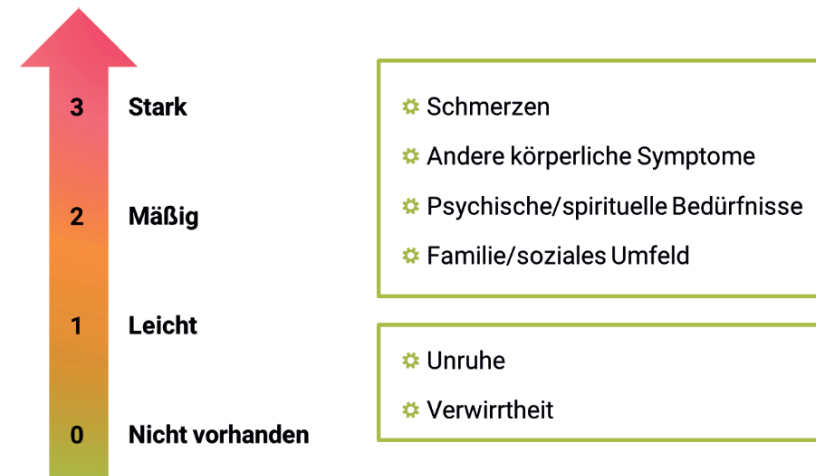 3 Stark
2 Mäßig
1 Leicht
0 Nicht vorhanden
Schmerzen
Andere körperliche Symptome
Psychische/spirituelle Bedürfnisse
Familie/soziales Umfeld
Unruhe
Verwirrtheit